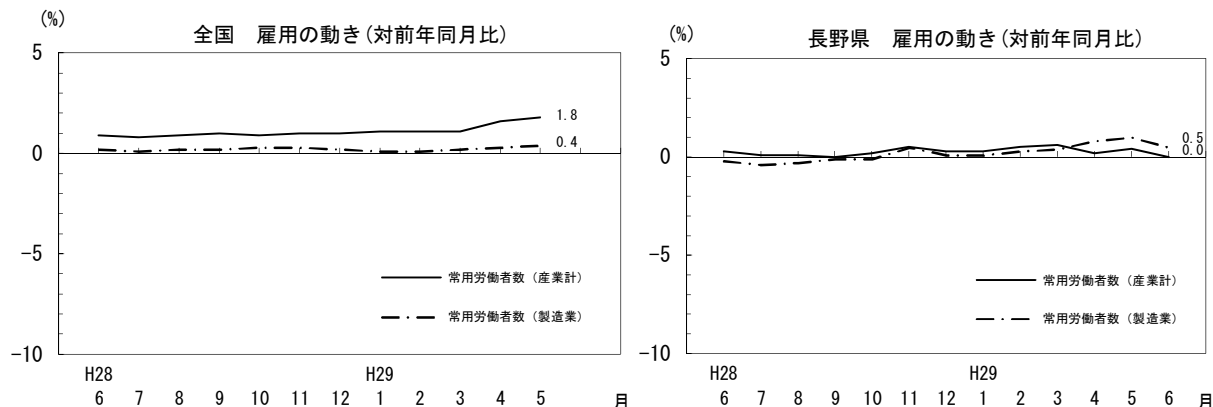 (%)
全国　雇用の動き(対前年同月比)
5
0
-5
-10
1.8
0.4
常用労働者数（産業計）
常用労働者数（製造業）
H28
H29
6 7 8 9 10 11 12 1 2 3 4 5 月
(%)
長野県　雇用の動き(対前年同月比)
5
0
-5
-10
0.5
0.0
常用労働者数（産業計）
常用労働者数（製造業）
H28
H29
6 7 8 9 10 11 12 1 2 3 4 5 6 月